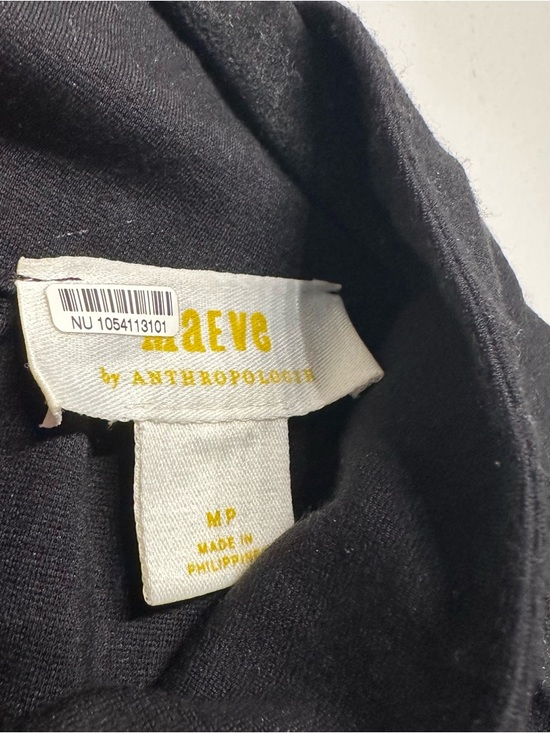 NU 1054113101
maeve
by ANTHROPOLOGIE
MP
MADE IN
PHILIPPINES